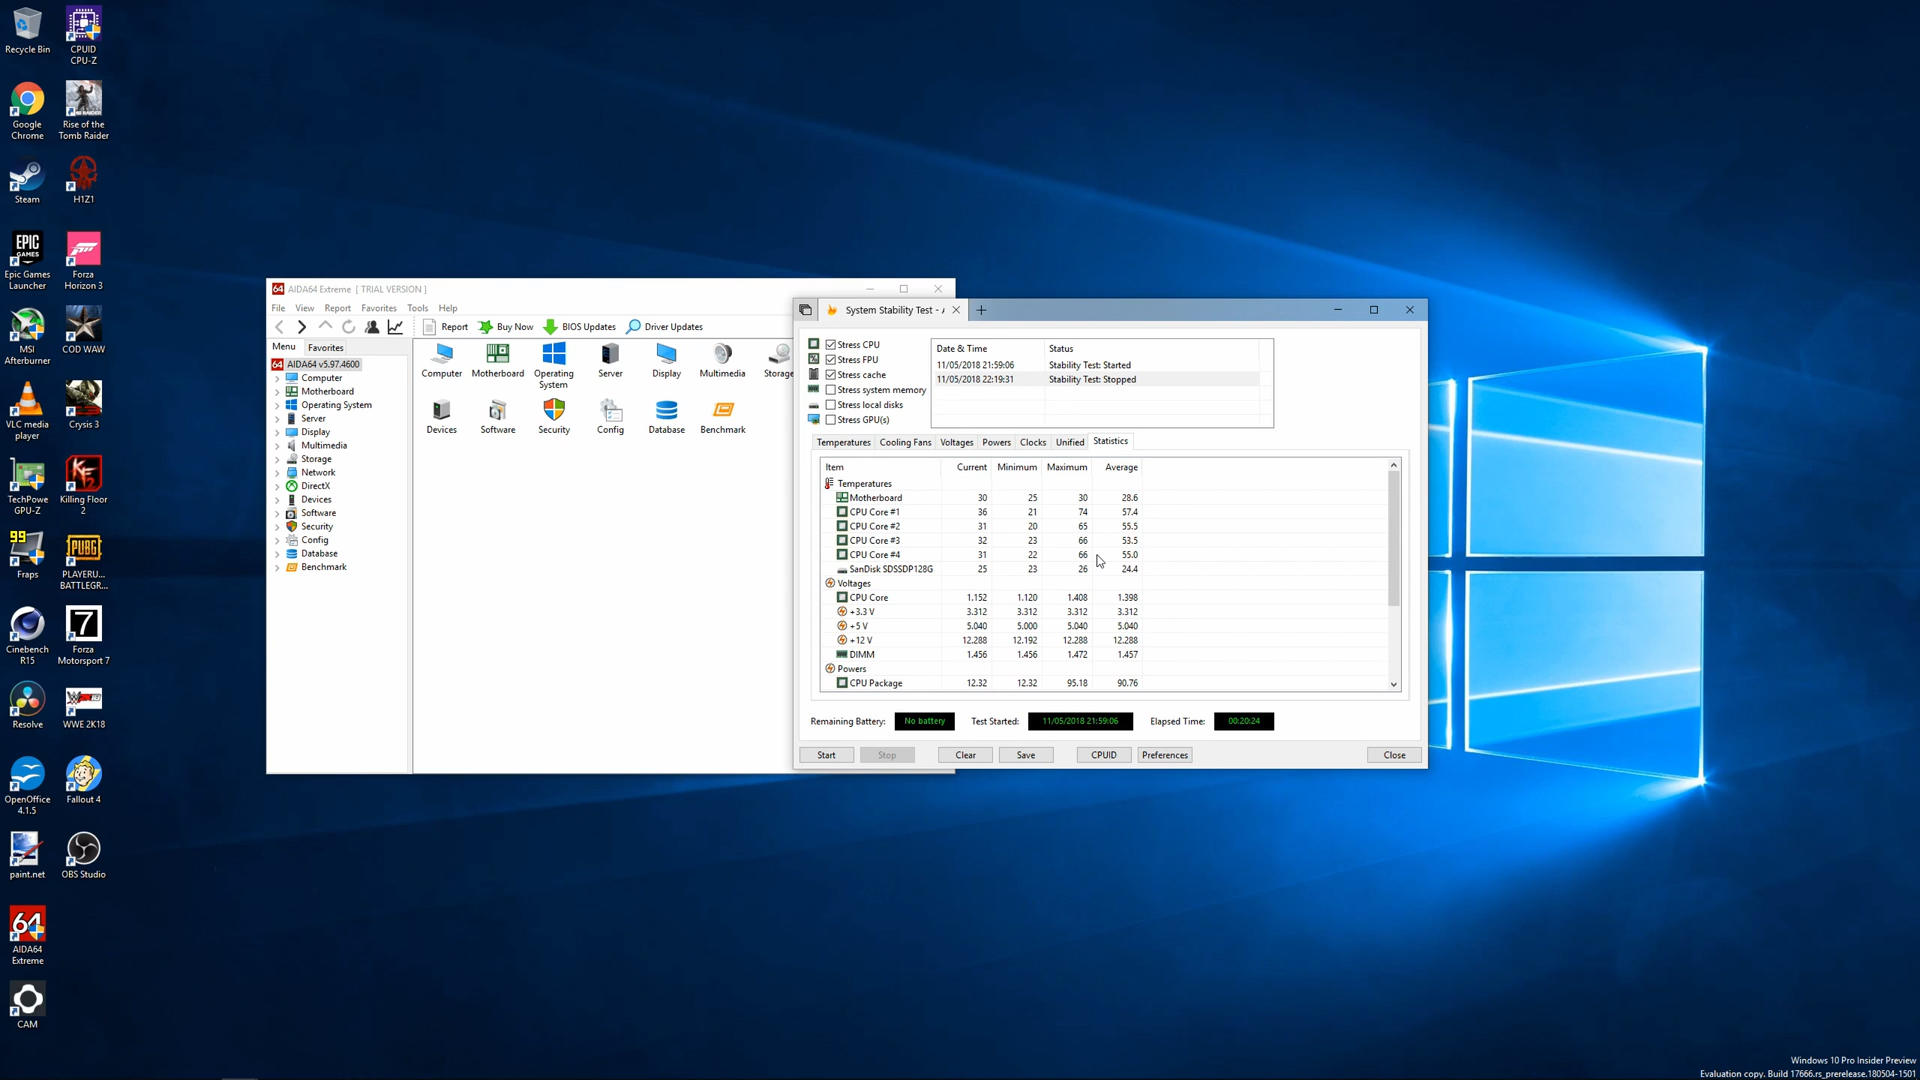 Recycle Bin
CPUID
CPU-Z
Google
Chrome
Rise of the
Tomb Raider
Steam
H1Z1
EPIC
GAMES
Epic Games
Launcher
Forza
Horizon 3
MSI
Afterburner
COD WAW
VLC media
player
Crysis 3
TechPowe
GPU-Z
Killing Floor
2
99
Fraps
PUBG
PLAYERU...
BATTLEGR...
Cinebench
R15
7
Forza
Motorsport 7
Resolve
WWE 2K18
OpenOffice
4.1.5
Fallout 4
paint.net
OBS Studio
64
AIDA64
Extreme
CAM
64 AIDA64 Extreme [ TRIAL VERSION ]
File View Report Favorites Tools Help
Report Buy Now BIOS Updates Driver Updates
Menu Favorites
64 AIDA64 v5.97.4600
Computer
Motherboard
Operating System
Server
Display
Multimedia
Storage
Network
DirectX
Devices
Software
Security
Config
Database
Benchmark
Computer Motherboard Operating System Server Display Multimedia Storage
Devices Software Security Config Database Benchmark
System Stability Test - A
Stress CPU
Stress FPU
Stress cache
Stress system memory
Stress local disks
Stress GPU(s)
Date & Time Status
11/05/2018 21:59:06 Stability Test: Started
11/05/2018 22:19:31 Stability Test: Stopped
Temperatures Cooling Fans Voltages Powers Clocks Unified Statistics
Item Current Minimum Maximum Average
Temperatures
Motherboard 30 25 30 28.6
CPU Core #1 36 21 74 57.4
CPU Core #2 31 20 65 55.5
CPU Core #3 32 23 66 53.5
CPU Core #4 31 22 66 55.0
SanDisk SDSSDP128G 25 23 26 24.4
Voltages
CPU Core 1.152 1.120 1.408 1.398
+3.3 V 3.312 3.312 3.312 3.312
+5 V 5.040 5.000 5.040 5.040
+12 V 12.288 12.192 12.288 12.288
DIMM 1.456 1.456 1.472 1.457
Powers
CPU Package 12.32 12.32 95.18 90.76
Remaining Battery: No battery Test Started: 11/05/2018 21:59:06 Elapsed Time: 00:20:24
Start Stop Clear Save CPUID Preferences Close
Windows 10 Pro Insider Preview
Evaluation copy. Build 17666.rs_prerelease.180504-1501